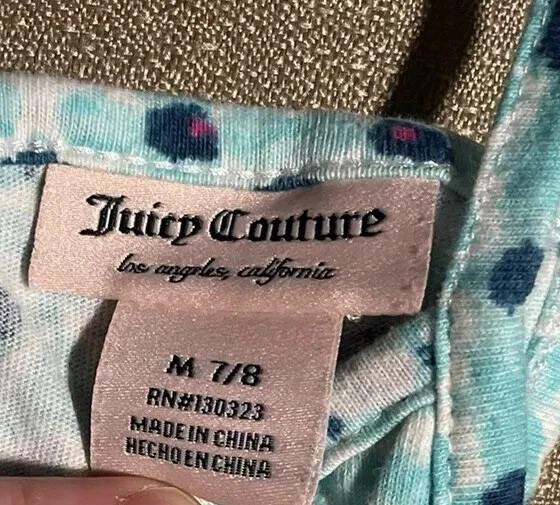 Juicy Couture
los angeles, california
M 7/8
RN#130323
MADE IN CHINA
HECHO EN CHINA